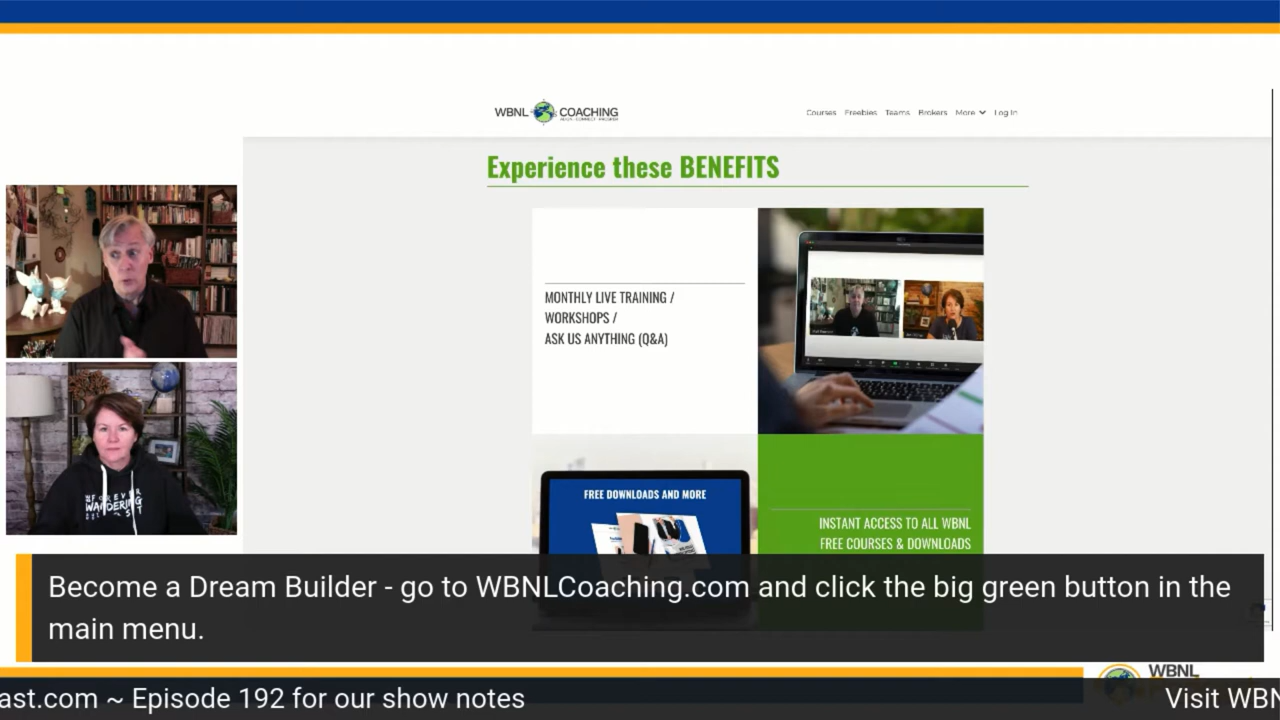 WBNL COACHING
Courses Freebies Teams Brokers More Log In
Experience these BENEFITS
MONTHLY LIVE TRAINING /
WORKSHOPS /
ASK US ANYTHING (Q&A)
FREE DOWNLOADS AND MORE
INSTANT ACCESS TO ALL WBNL
FREE COURSES & DOWNLOADS
FOREVER
WANDERING
Become a Dream Builder - go to WBNLCoaching.com and click the big green button in the
main menu.
WBNL
ast.com ~ Episode 192 for our show notes
Visit WBN